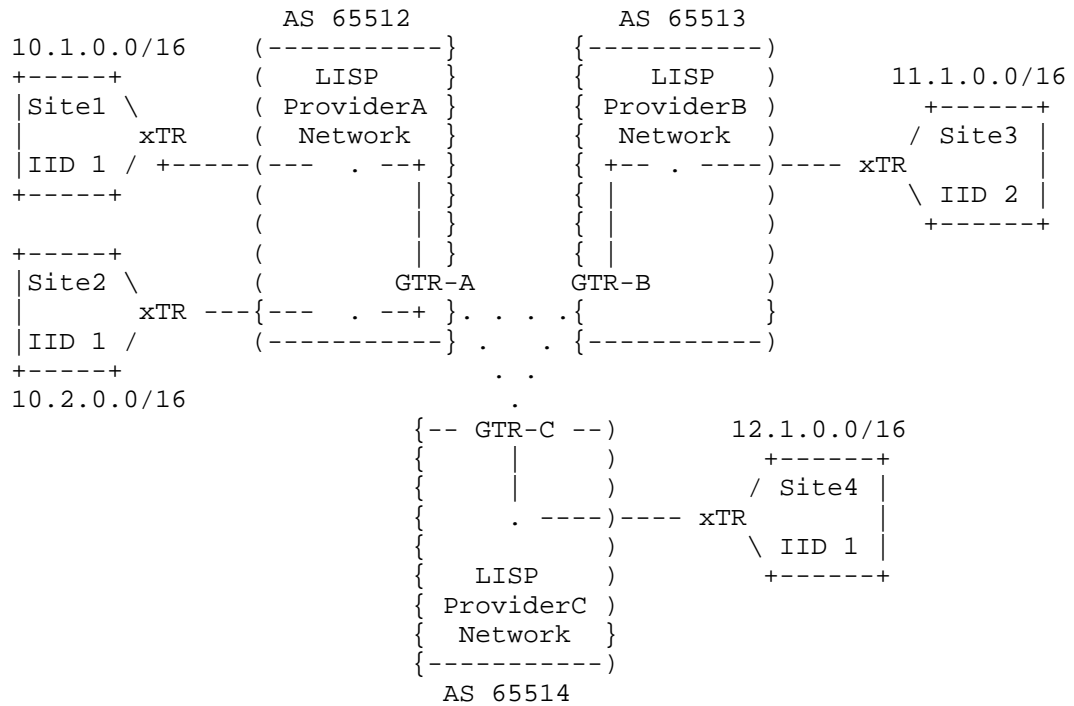 AS 65512             AS 65513
10.1.0.0/16     (-----------}        {-----------)
+-----+         (   LISP    }        {   LISP    )       11.1.0.0/16
|Site1 \        ( ProviderA }        { ProviderB )         +------+
|      xTR      (  Network  }        {  Network  )        / Site3 |
|IID 1 / +-----(---  . --+ }        { +-- . ----)---- xTR        |
+-----+         (         | }        { |         )        \ IID 2 |
                (         | }        { |         )         +------+
+-----+         (         | }        { |         )
|Site2 \        (        GTR-A      GTR-B        )
|      xTR ---{---  . --+ }. . . .{           }
|IID 1 /        (-----------} .   . {-----------)
+-----+                        . .
10.2.0.0/16                     .
                          {-- GTR-C --)       12.1.0.0/16
                          {     |     )         +------+
                          {     |     )        / Site4 |
                          {     . ----)---- xTR        |
                          {           )        \ IID 1 |
                          {   LISP    )         +------+
                          { ProviderC )
                          {  Network  }
                          {-----------)
                            AS 65514